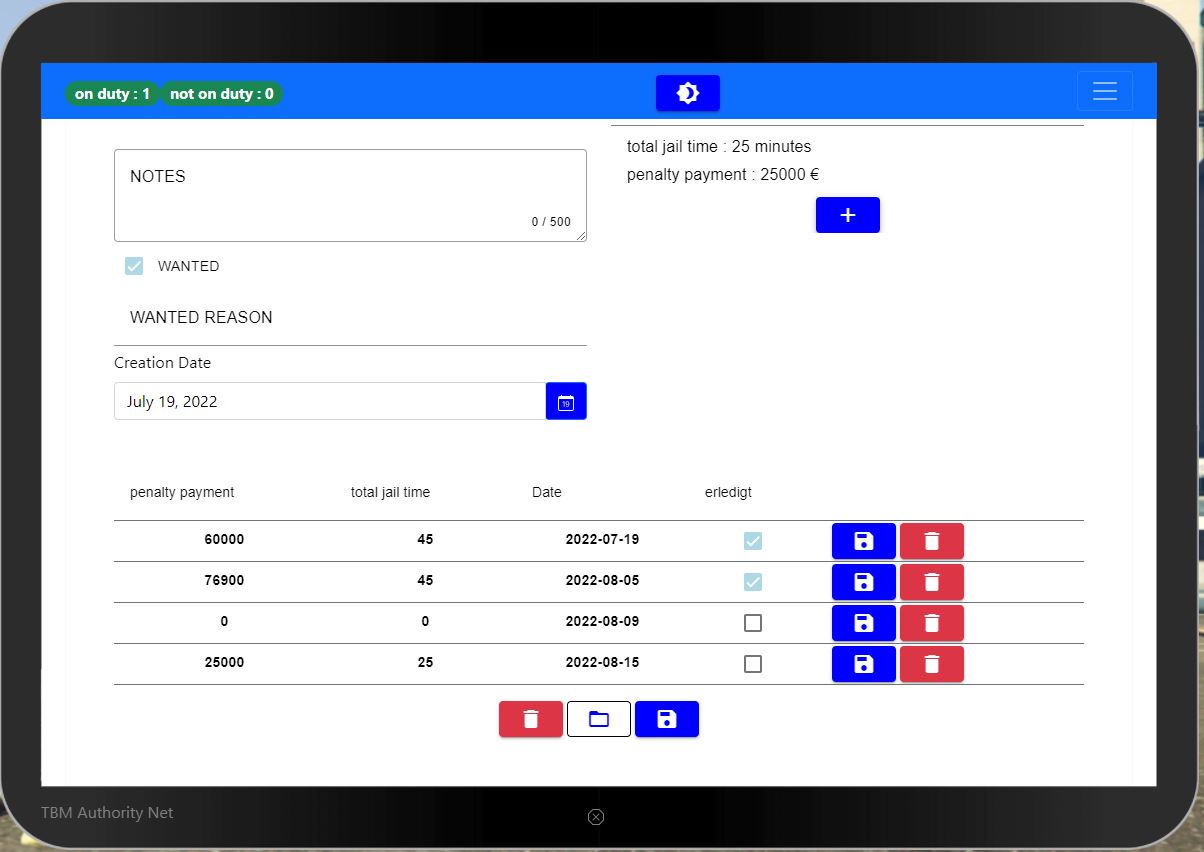 on duty : 1 not on duty : 0
total jail time : 25 minutes
penalty payment : 25000 €
NOTES
0 / 500
WANTED
WANTED REASON
Creation Date
July 19, 2022
19
penalty payment total jail time Date erledigt
60000 45 2022-07-19
76900 45 2022-08-05
0 0 2022-08-09
25000 25 2022-08-15
TBM Authority Net